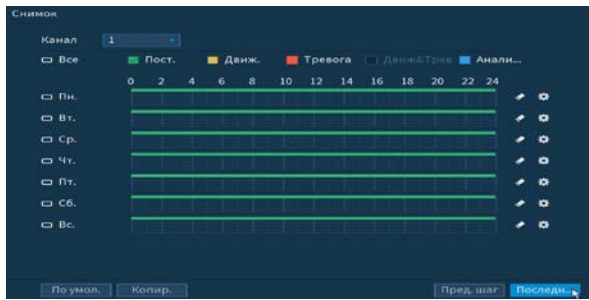 Снимок
Канал 1
Все Пост. Движ. Тревога Движ&Трев Анали...
0 2 4 6 8 10 12 14 16 18 20 22 24
Пн.
Вт.
Ср.
Чт.
Пт.
Сб.
Вс.
По умол. Копир. Пред. шаг Последн..